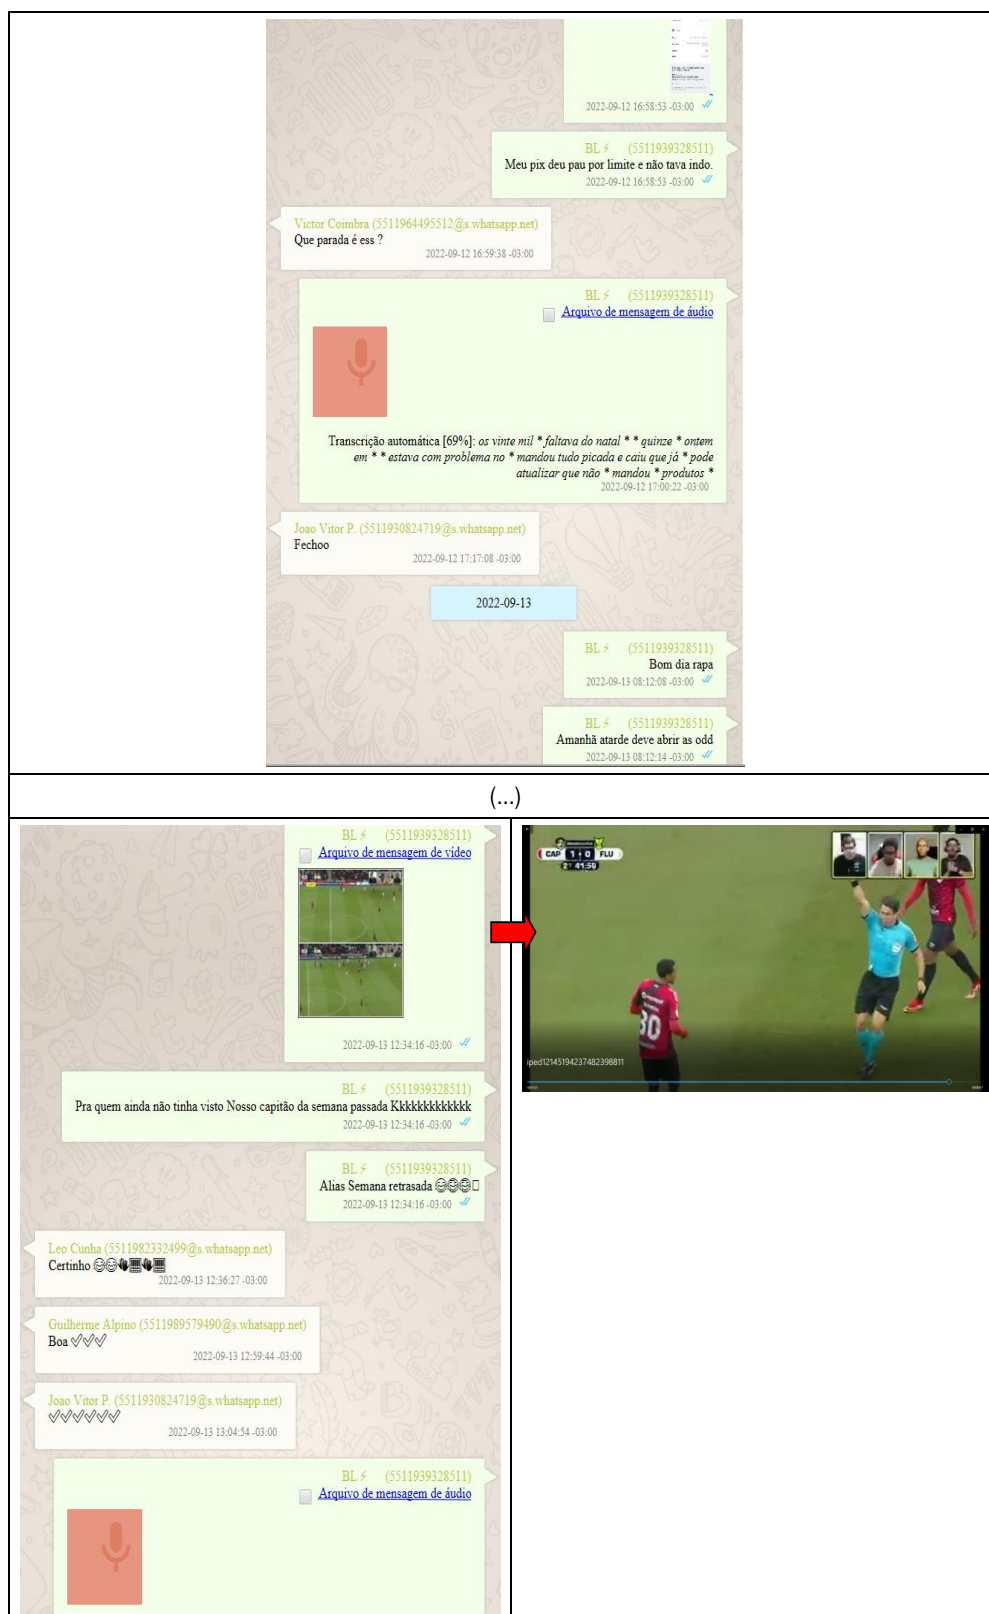 2022-09-12 16:58:53 -03:00
BL⚡ (5511939328511)
Meu pix deu pau por limite e não tava indo.
2022-09-12 16:58:53 -03:00
Victor Coimbra (5511964495512@s.whatsapp.net)
Que parada é ess ?
2022-09-12 16:59:38 -03:00
BL⚡ (5511939328511)
Arquivo de mensagem de áudio
Transcrição automática [69%]: os vinte mil * faltava do natal * * quinze * ontem
em * * estava com problema no * mandou tudo picada e caiu que já * pode
atualizar que não * mandou * produtos *
2022-09-12 17:00:22 -03:00
Joao Vitor P. (5511930824719@s.whatsapp.net)
Fechoo
2022-09-12 17:17:08 -03:00
2022-09-13
BL⚡ (5511939328511)
Bom dia rapa
2022-09-13 08:12:08 -03:00
BL⚡ (5511939328511)
Amanhã atarde deve abrir as odd
2022-09-13 08:12:14 -03:00
(...)
BL⚡ (5511939328511)
Arquivo de mensagem de vídeo
2022-09-13 12:34:16 -03:00
BL⚡ (5511939328511)
Pra quem ainda não tinha visto Nosso capitão da semana passada Kkkkkkkkkkkkk
2022-09-13 12:34:16 -03:00
BL⚡ (5511939328511)
Alias Semana retrasada 😂😂😂
2022-09-13 12:34:16 -03:00
Leo Cunha (5511982332499@s.whatsapp.net)
Certinho
2022-09-13 12:36:27 -03:00
Guilherme Alpino (5511989579490@s.whatsapp.net)
Boa ✅✅✅
2022-09-13 12:59:44 -03:00
Joao Vitor P. (5511930824719@s.whatsapp.net)
✅✅✅✅✅✅
2022-09-13 13:04:54 -03:00
BL⚡ (5511939328511)
Arquivo de mensagem de áudio
CAP 1 0 FLU
2T 41:56
30
iped12145194237482398811